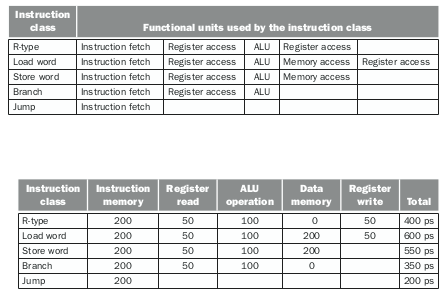 Instruction class Functional units used by the instruction class
R-type Instruction fetch Register access ALU Register access
Load word Instruction fetch Register access ALU Memory access Register access
Store word Instruction fetch Register access ALU Memory access
Branch Instruction fetch Register access ALU
Jump Instruction fetch
Instruction class Instruction memory Register read ALU operation Data memory Register write Total
R-type 200 50 100 0 50 400 ps
Load word 200 50 100 200 50 600 ps
Store word 200 50 100 200 550 ps
Branch 200 50 100 0 350 ps
Jump 200 200 ps